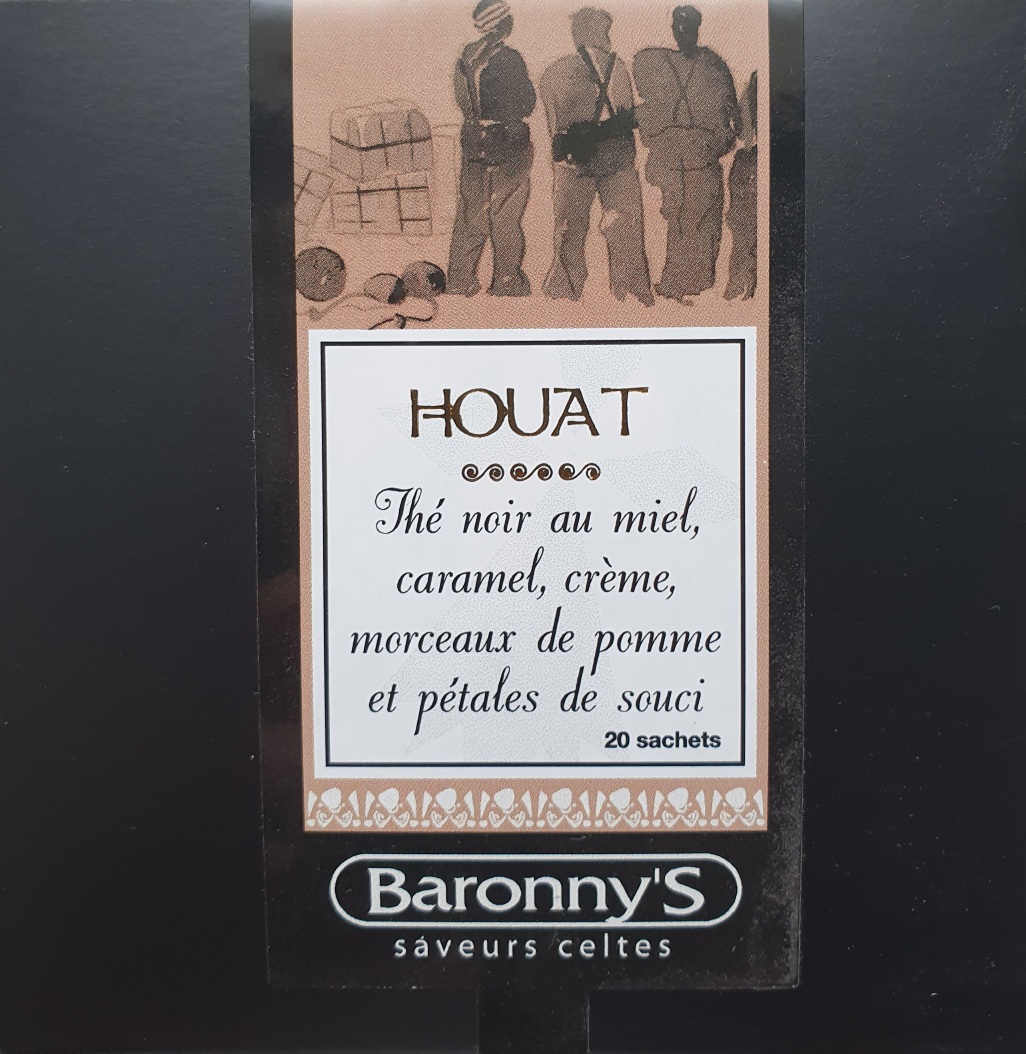 HOUAT
Thé noir au miel,
caramel, crème,
morceaux de pomme
et pétales de souci
20 sachets
Baronny'S
saveurs celtes